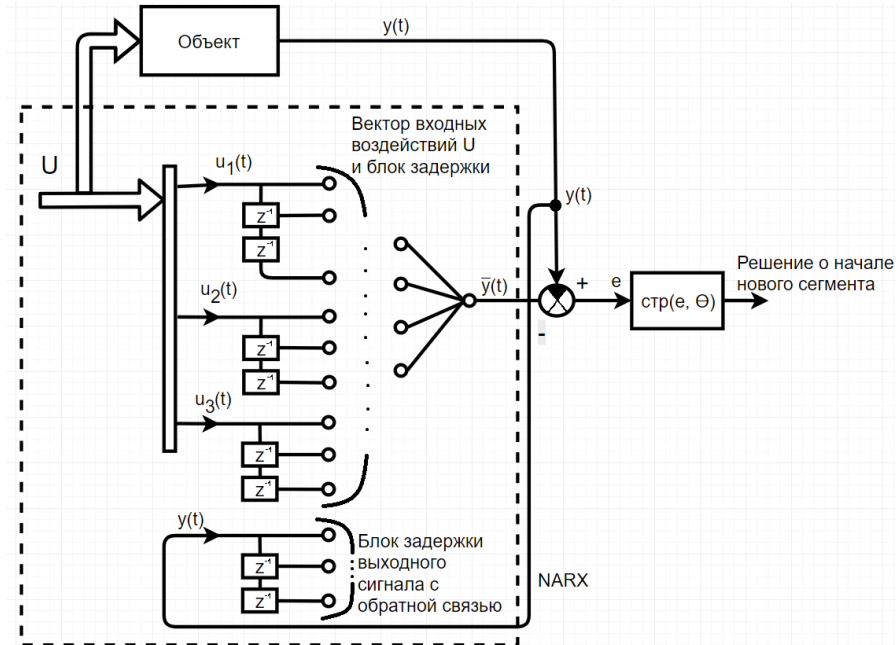 Объект
y(t)
Вектор входных
воздействий U
и блок задержки
U
u1(t)
z⁻¹
z⁻¹
y(t)
Решение о начале
нового сегмента
u2(t)
y̅(t)
+
e
стр(e, Ө)
-
z⁻¹
z⁻¹
u3(t)
z⁻¹
z⁻¹
y(t)
Блок задержки
выходного
сигнала с
обратной связью
z⁻¹
z⁻¹
NARX